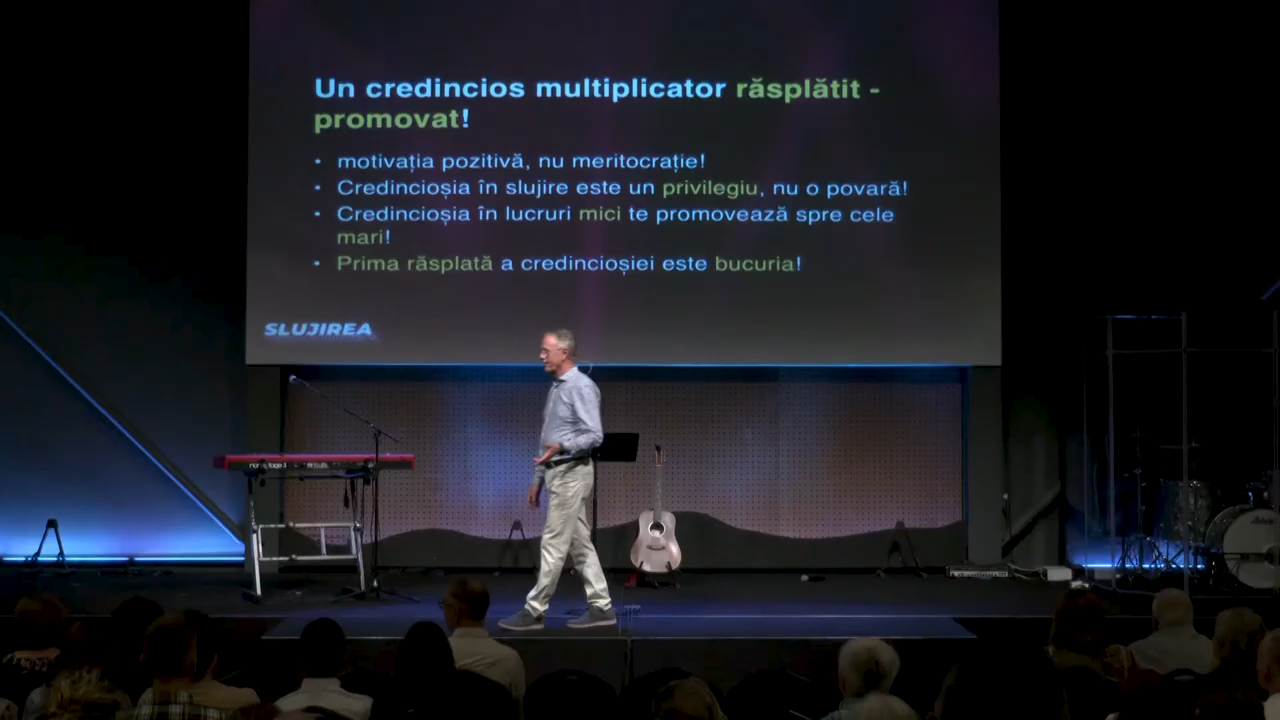 Un credincios multiplicator răsplătit -
promovat!
• motivația pozitivă, nu meritocrație!
• Credincioșia în slujire este un privilegiu, nu o povară!
• Credincioșia în lucruri mici te promovează spre cele
mari!
• Prima răsplată a credincioșiei este bucuria!
SLUJIREA